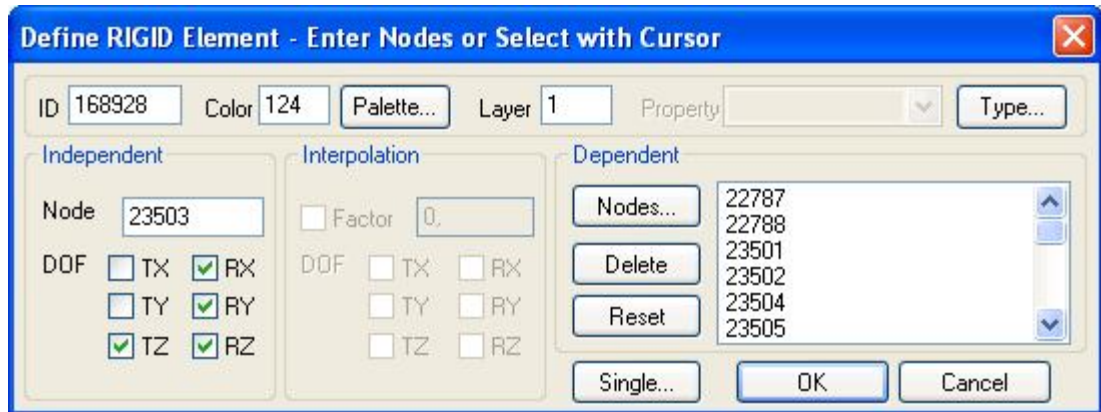 Define RIGID Element - Enter Nodes or Select with Cursor
ID 168928 Color 124 Palette... Layer 1 Property Type...
Independent
Node 23503
DOF TX RX
TY RY
TZ RZ
Interpolation
Factor 0,
DOF TX RX
TY RY
TZ RZ
Dependent
Nodes...
Delete
Reset
22787
22788
23501
23502
23504
23505
Single... OK Cancel